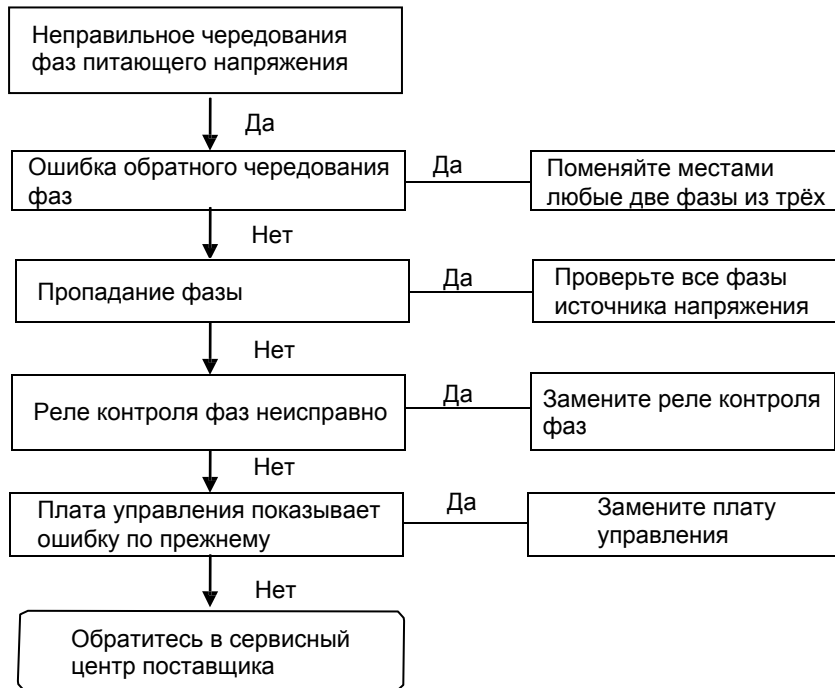 Неправильное чередования
фаз питающего напряжения
Да
Ошибка обратного чередования
фаз
Да
Поменяйте местами
любые две фазы из трёх
Нет
Пропадание фазы
Да
Проверьте все фазы
источника напряжения
Нет
Реле контроля фаз неисправно
Да
Замените реле контроля
фаз
Нет
Плата управления показывает
ошибку по прежнему
Да
Замените плату
управления
Нет
Обратитесь в сервисный
центр поставщика